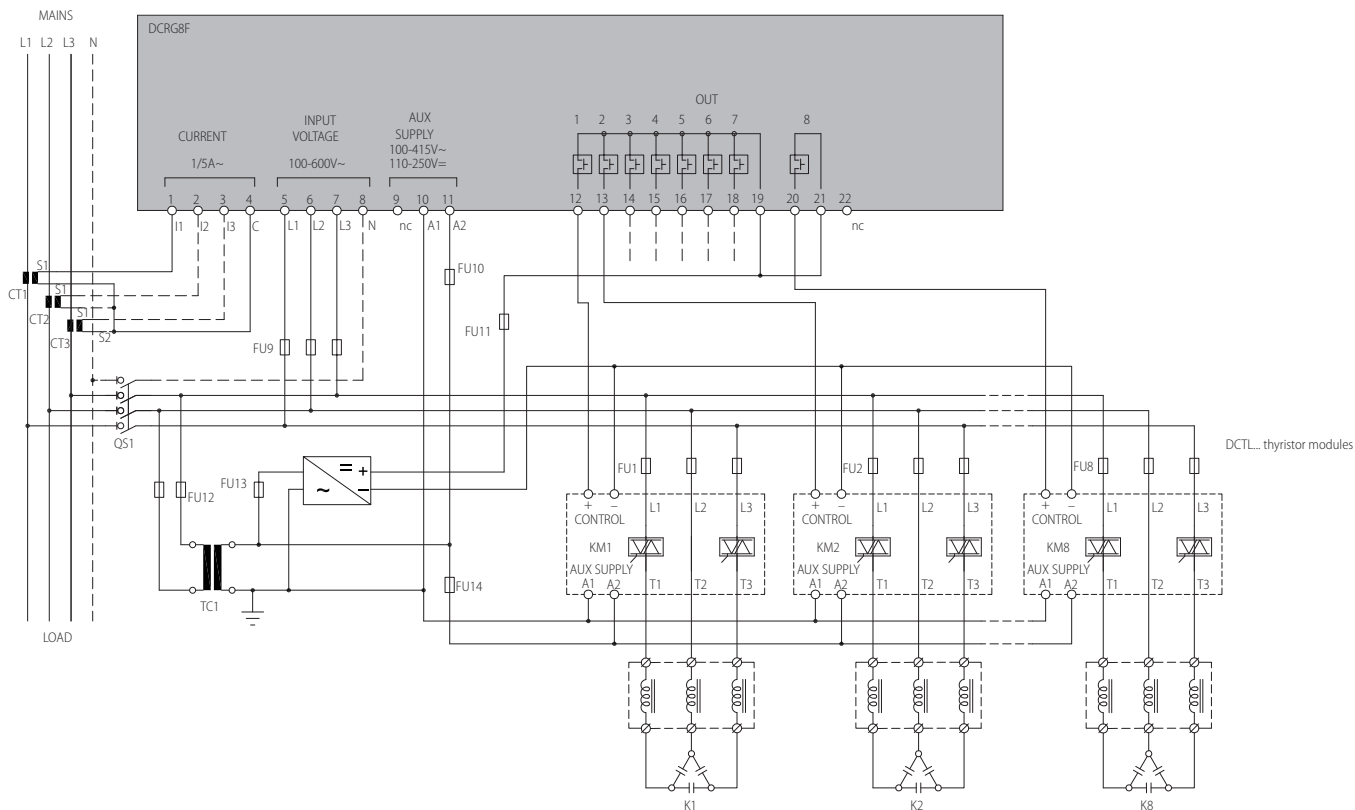 MAINS
L1 L2 L3 N
DCRG8F
CURRENT
1/5A~
INPUT
VOLTAGE
100-600V~
AUX
SUPPLY
100-415V~
110-250V=
OUT
1 2 3 4 5 6 7 8
1 2 3 4 5 6 7 8 9 10 11 12 13 14 15 16 17 18 19 20 21 22
I1 I2 I3 C L1 L2 L3 N nc A1 A2 nc
S1
CT1
S1
CT2
S1
CT3
S2
FU10
FU11
FU9
QS1
DCTL... thyristor modules
FU12
FU13
= +
~ –
FU1
FU2
FU8
+ – L1 L2 L3
CONTROL
KM1
AUX SUPPLY
A1 A2 T1 T2 T3
+ – L1 L2 L3
CONTROL
KM2
AUX SUPPLY
A1 A2 T1 T2 T3
+ – L1 L2 L3
CONTROL
KM8
AUX SUPPLY
A1 A2 T1 T2 T3
FU14
TC1
LOAD
K1
K2
K8